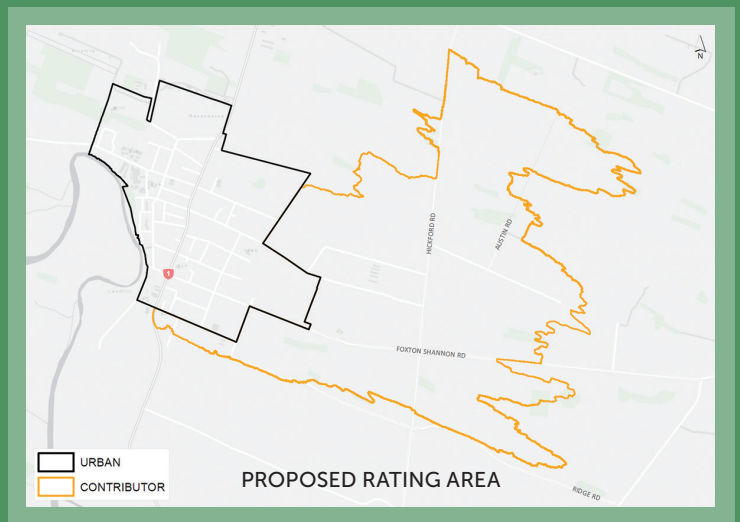 N
HICKFORD RD
AUSTIN RD
1
FOXTON SHANNON RD
URBAN
CONTRIBUTOR
PROPOSED RATING AREA
RIDGE RD